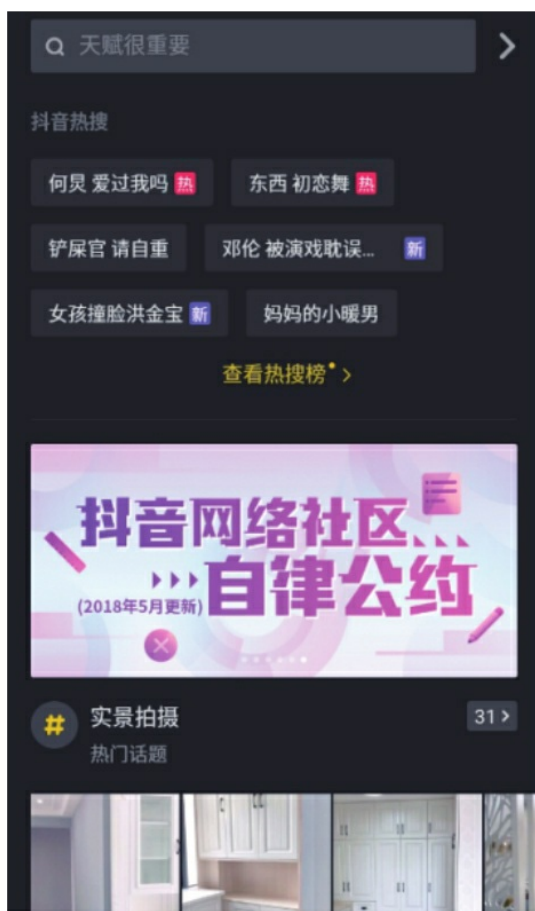 天赋很重要
抖音热搜
何炅 爱过我吗 热
东西 初恋舞 热
铲屎官 请自重
邓伦 被演戏耽误... 新
女孩撞脸洪金宝 新
妈妈的小暖男
查看热搜榜
抖音网络社区
自律公约
(2018年5月更新)
# 实景拍摄
31
热门话题